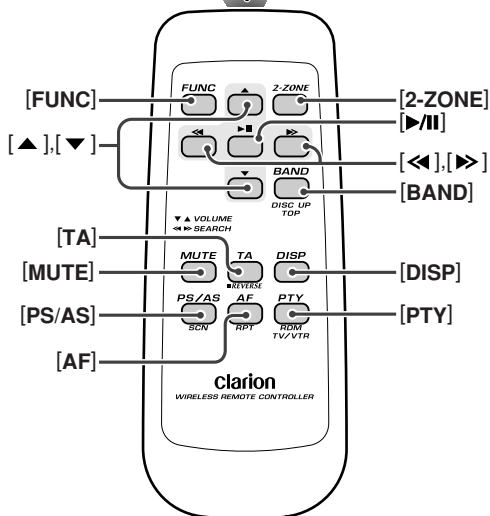 FUNC 2-ZONE
[FUNC] [2-ZONE]
▲
[▶/II]
◀◀ ▶II ▶▶
[▲],[▼] [◀◀],[▶▶]
▼ BAND
[BAND]
DISC UP
TOP
▼ ▲ VOLUME
◀◀ ▶▶ SEARCH
[TA]
MUTE TA DISP
[MUTE] [DISP]
■REVERSE
PS/AS AF PTY
[PS/AS] [PTY]
SCN RPT RDM
TV/VTR
[AF]
clarion
WIRELESS REMOTE CONTROLLER